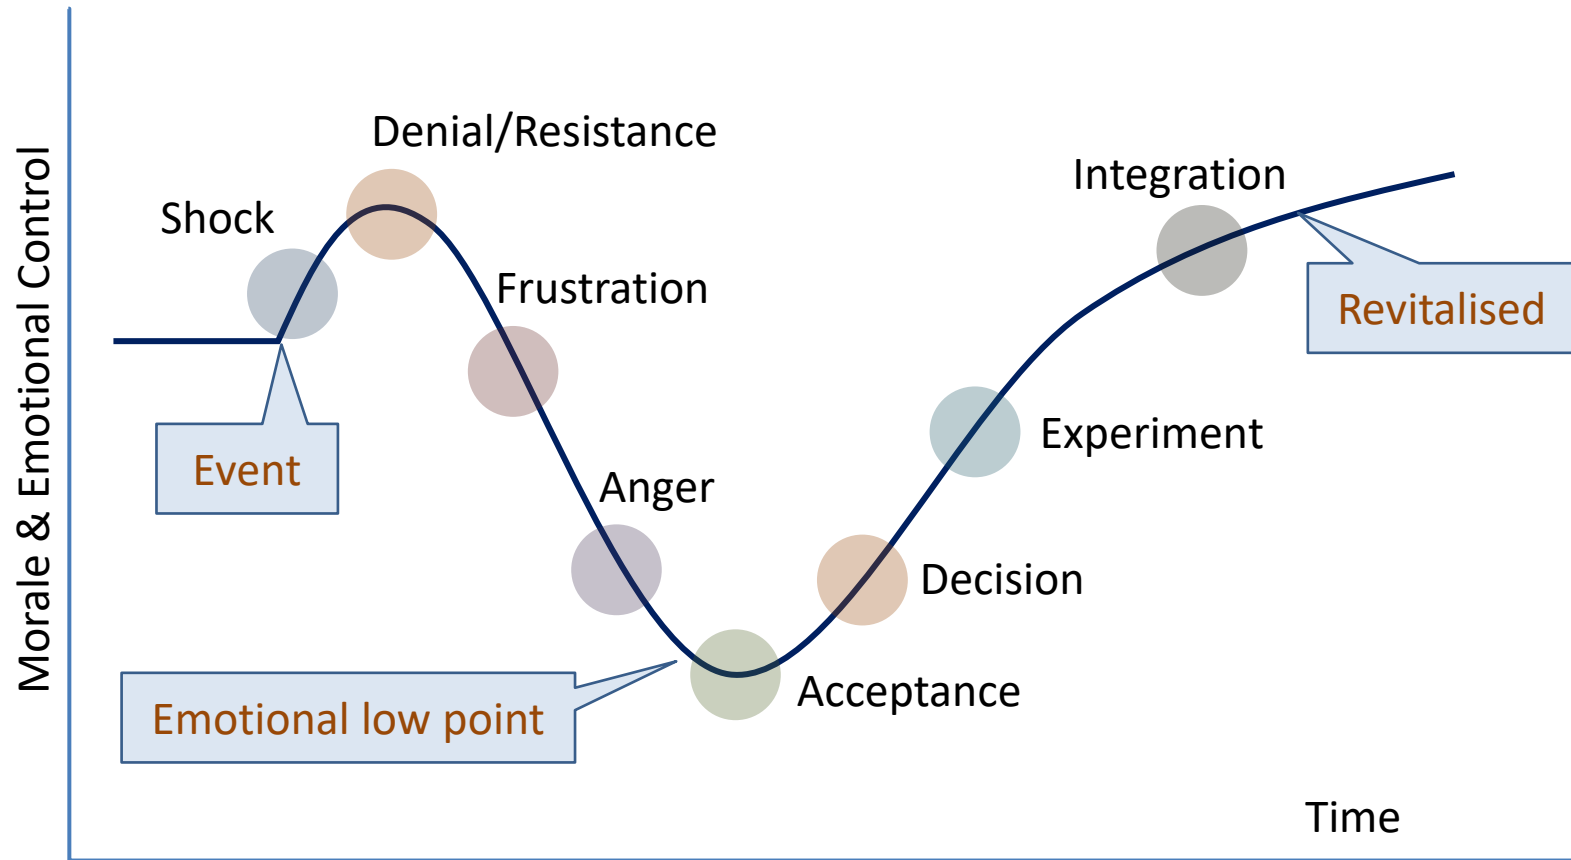 Morale & Emotional Control
Denial/Resistance
Shock
Integration
Frustration
Revitalised
Event
Experiment
Anger
Decision
Emotional low point
Acceptance
Time